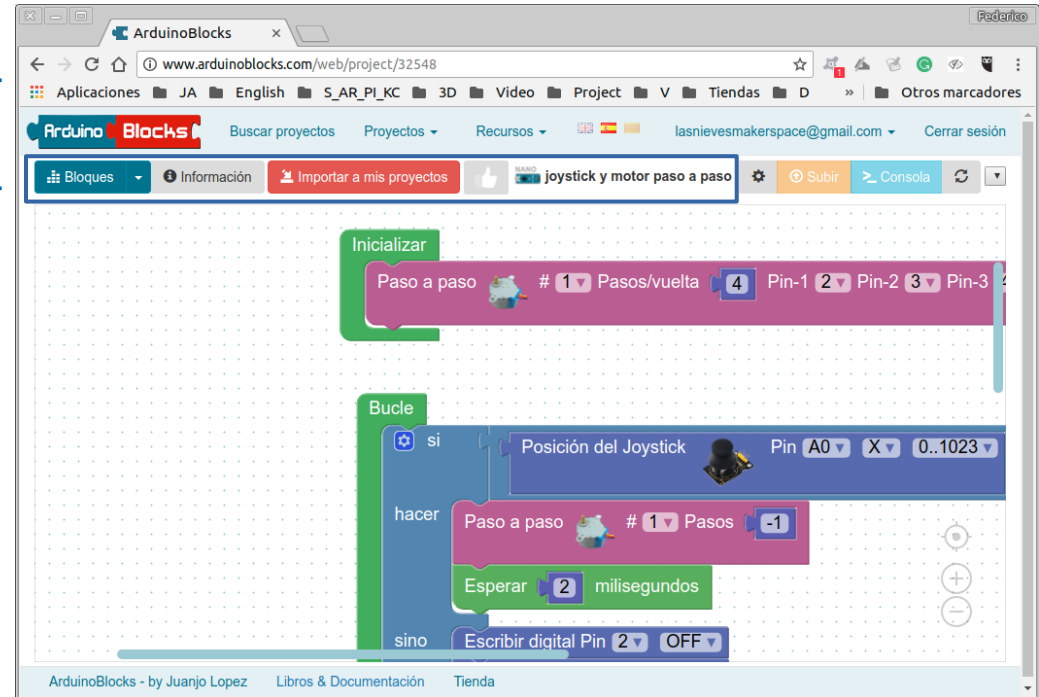 Federico
ArduinoBlocks ×
www.arduinoblocks.com/web/project/32548
1
Aplicaciones JA English S_AR_PI_KC 3D Video Project V Tiendas D » Otros marcadores
Arduino Blocks Buscar proyectos Proyectos Recursos lasnievesmakerspace@gmail.com Cerrar sesión
Bloques Información Importar a mis proyectos NANO joystick y motor paso a paso Subir >_ Consola
Inicializar
Paso a paso # 1 Pasos/vuelta 4 Pin-1 2 Pin-2 3 Pin-3
Bucle
si Posición del Joystick Pin A0 X 0..1023
hacer Paso a paso # 1 Pasos -1
Esperar 2 milisegundos
sino Escribir digital Pin 2 OFF
ArduinoBlocks - by Juanjo Lopez Libros & Documentación Tienda